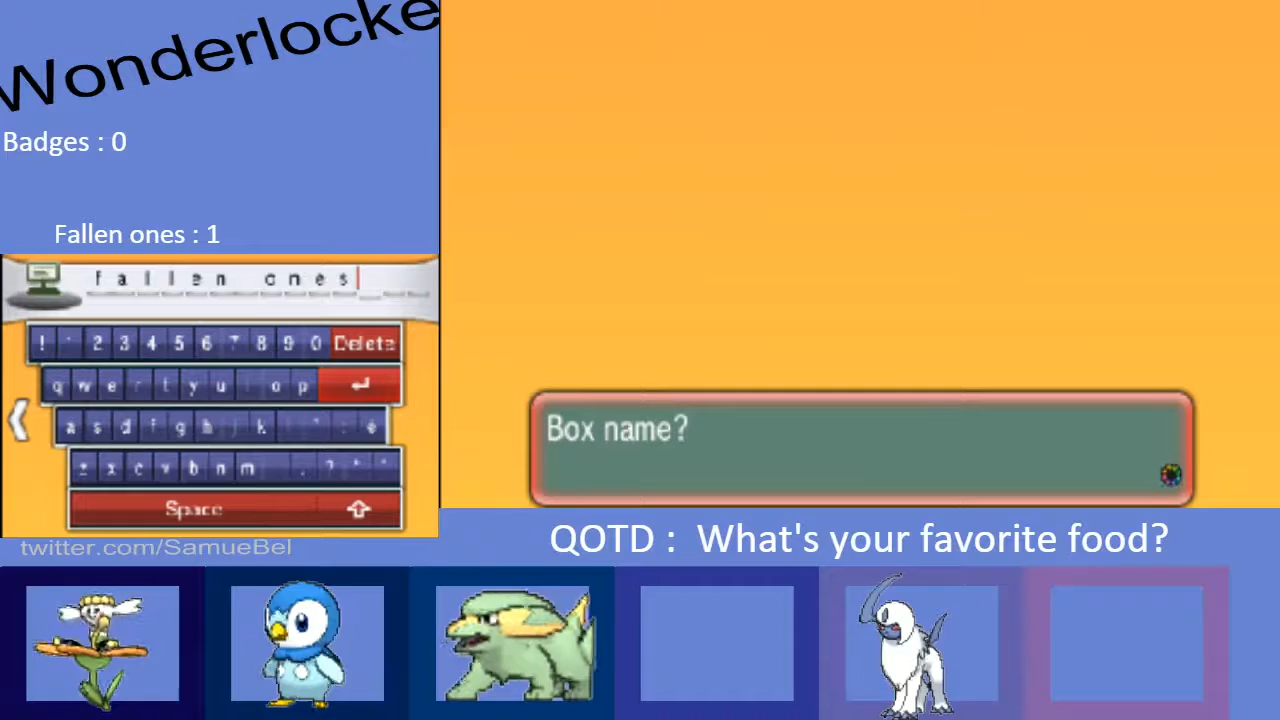 Wonderlocke
Badges : 0
Fallen ones : 1
fallen ones
! 2 3 4 5 6 7 8 9 0 Delete
q w e r t y u o p
a s d f g h j k
z x c v b n m . ?
Space
twitter.com/SamueBel
Box name?
QOTD : What's your favorite food?